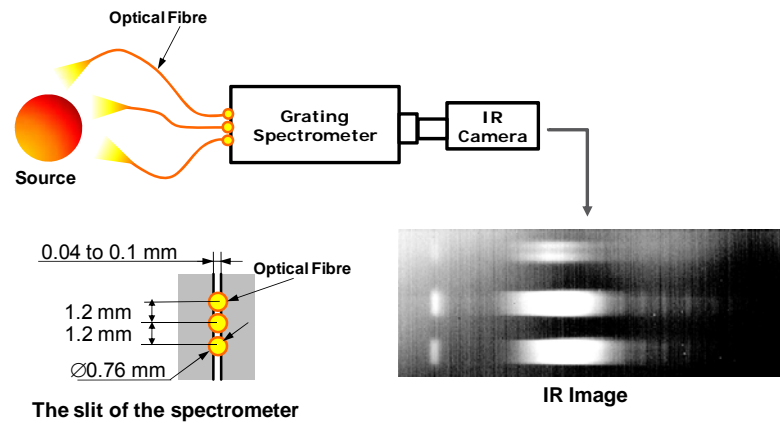 Optical Fibre
Grating
Spectrometer
IR
Camera
Source
0.04 to 0.1 mm
Optical Fibre
1.2 mm
1.2 mm
∅0.76 mm
The slit of the spectrometer
IR Image